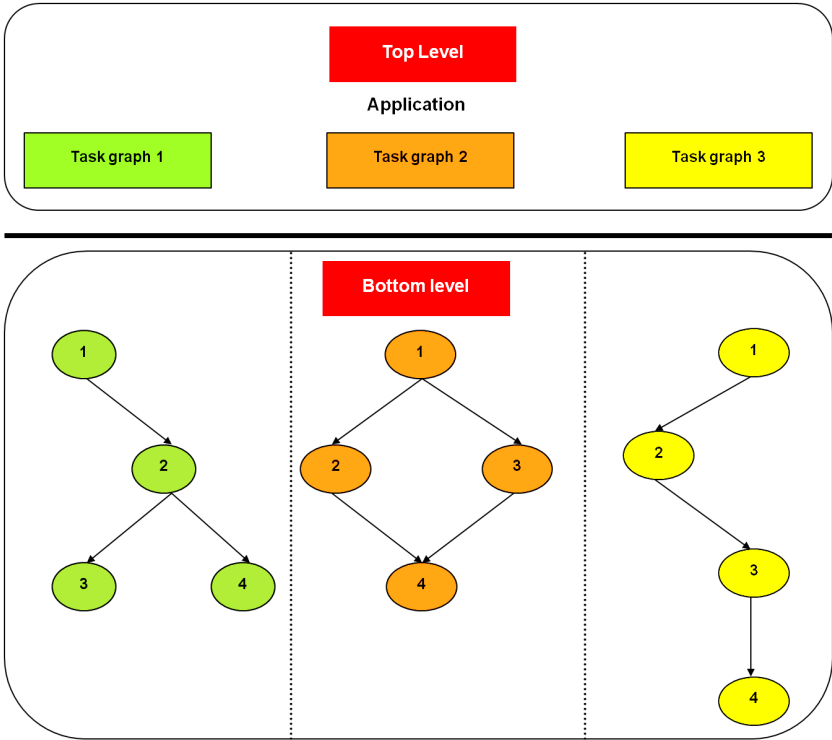 Top Level
Application
Task graph 1
Task graph 2
Task graph 3
Bottom level
1
1
1
2
2
3
2
3
4
4
3
4